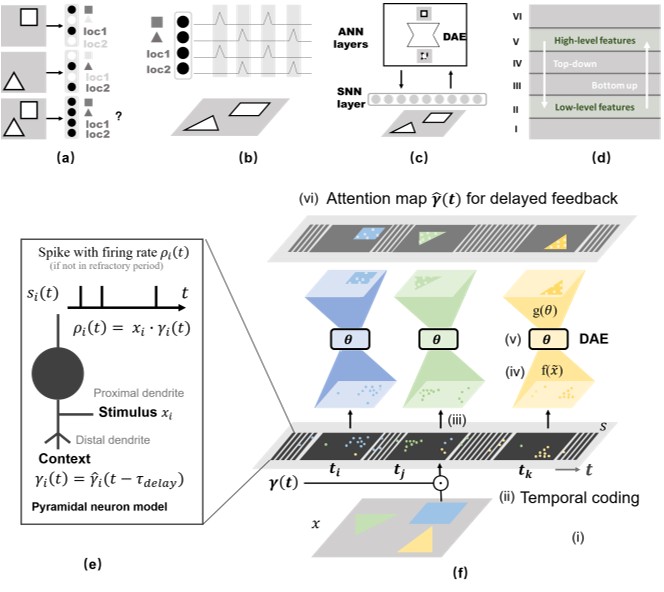 loc1
loc2
loc1
loc2
loc1
loc2
?
(a)
loc1
loc2
(b)
ANN
layers
DAE
SNN
layer
(c)
VI
V
High-level features
IV
Top-down
III
Bottom up
II
Low-level features
I
(d)
(vi) Attention map γ̂(t) for delayed feedback
Spike with firing rate ρᵢ(t)
(if not in refractory period)
sᵢ(t)
t
ρᵢ(t) = xᵢ · γᵢ(t)
Proximal dendrite
Stimulus xᵢ
Distal dendrite
Context
γᵢ(t) = γ̂ᵢ(t − τdelay)
Pyramidal neuron model
(e)
g(θ)
θ
θ
(v)
θ
DAE
(iv)
f(x̃)
(iii)
s
tᵢ
tⱼ
tₖ
t
γ(t)
(ii) Temporal coding
x
(i)
(f)